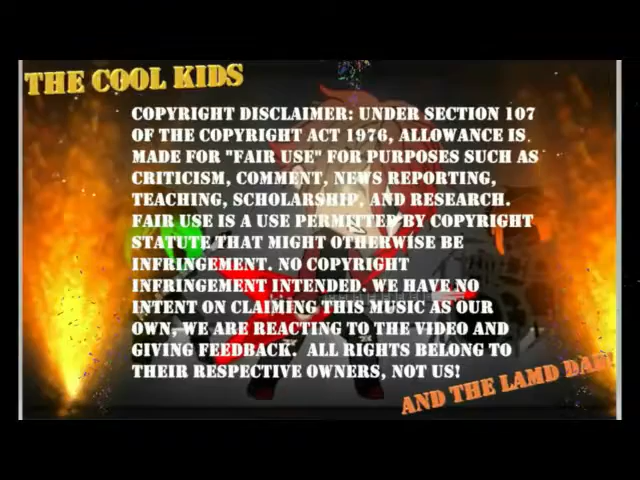 THE COOL KIDS
COPYRIGHT DISCLAIMER: UNDER SECTION 107
OF THE COPYRIGHT ACT 1976, ALLOWANCE IS
MADE FOR "FAIR USE" FOR PURPOSES SUCH AS
CRITICISM, COMMENT, NEWS REPORTING,
TEACHING, SCHOLARSHIP, AND RESEARCH.
FAIR USE IS A USE PERMITTED BY COPYRIGHT
STATUTE THAT MIGHT OTHERWISE BE
INFRINGEMENT. NO COPYRIGHT
INFRINGEMENT INTENDED. WE HAVE NO
INTENT ON CLAIMING THIS MUSIC AS OUR
OWN, WE ARE REACTING TO THE VIDEO AND
GIVING FEEDBACK. ALL RIGHTS BELONG TO
THEIR RESPECTIVE OWNERS, NOT US!
AND THE LAMD DAD!